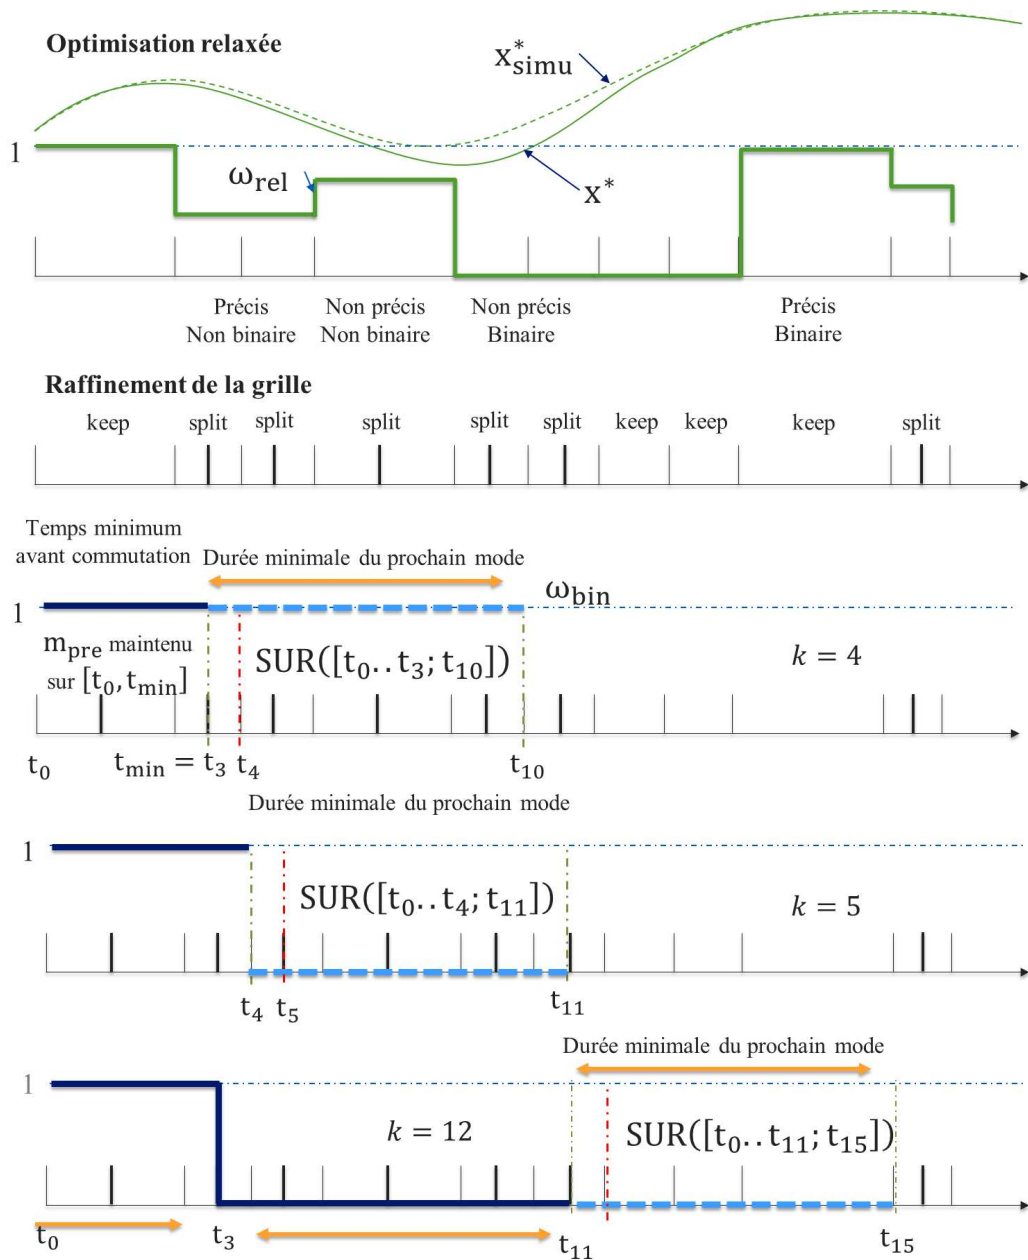 Optimisation relaxée
x*simu
1
ωrel
x*
Précis
Non binaire
Non précis
Non binaire
Non précis
Binaire
Précis
Binaire
Raffinement de la grille
keep split split split split split keep keep keep split
Temps minimum
avant commutation
Durée minimale du prochain mode
ωbin
1
mpre maintenu
sur [t0, tmin]
SUR([t0..t3; t10])
k = 4
t0 tmin = t3 t4 t10
Durée minimale du prochain mode
1
SUR([t0..t4; t11])
k = 5
t4 t5 t11
Durée minimale du prochain mode
1
k = 12
SUR([t0..t11; t15])
t0 t3 t11 t15